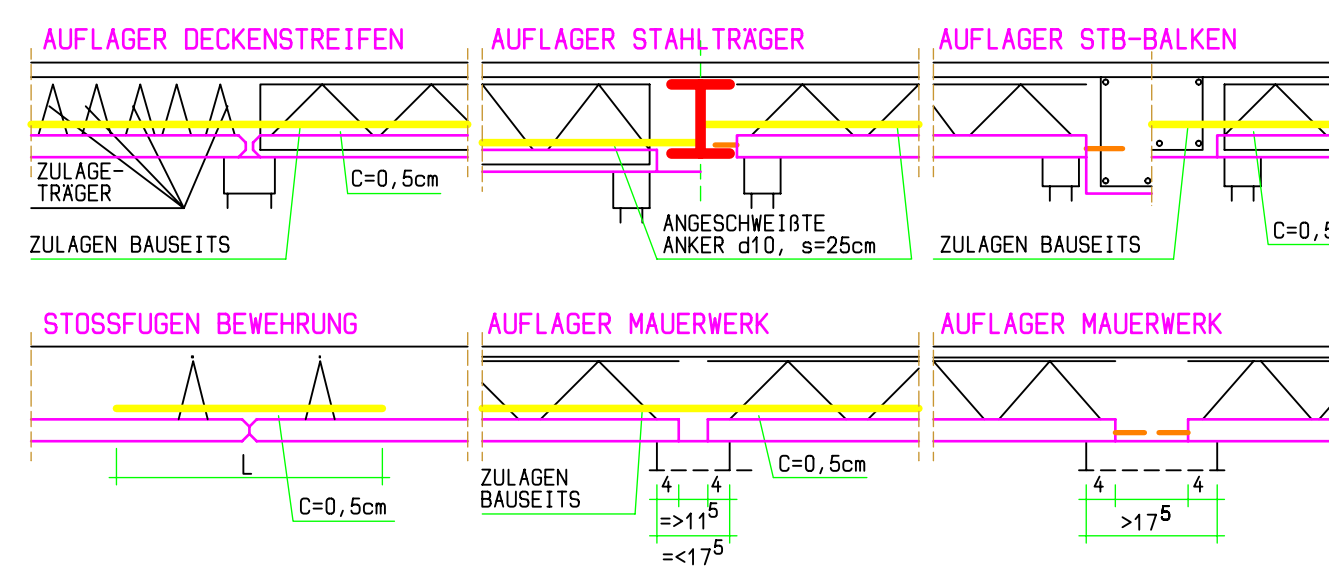 AUFLAGER DECKENSTREIFEN
ZULAGE-
TRÄGER
C=0,5cm
ZULAGEN BAUSEITS
AUFLAGER STAHLTRÄGER
ANGESCHWEIßTE
ANKER d10, s=25cm
AUFLAGER STB-BALKEN
ZULAGEN BAUSEITS
C=0,5
STOSSFUGEN BEWEHRUNG
L
C=0,5cm
AUFLAGER MAUERWERK
ZULAGEN
BAUSEITS
C=0,5cm
4 4
=>11⁵
=<17⁵
AUFLAGER MAUERWERK
4 4
>17⁵